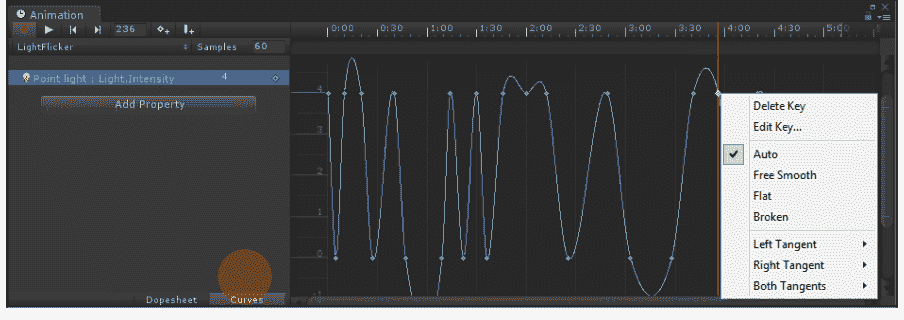 Animation
236
0:00 0:30 1:00 1:30 2:00 2:30 3:00 3:30 4:00 4:30 5:00
LightFlicker Samples 60
Point light : Light.Intensity 4
Add Property
4
3
2
1
0
-1
Delete Key
Edit Key...
Auto
Free Smooth
Flat
Broken
Left Tangent
Right Tangent
Both Tangents
Dopesheet Curves